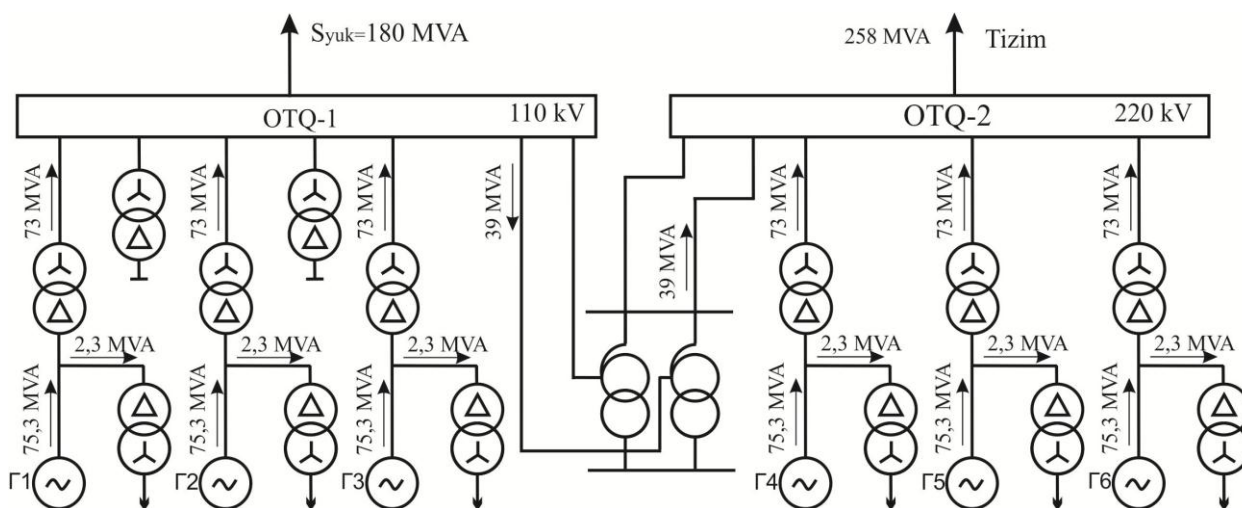 Syuk=180 MVA
258 MVA
Tizim
OTQ-1
110 kV
OTQ-2
220 kV
73 MVA
73 MVA
73 MVA
39 MVA
39 MVA
73 MVA
73 MVA
73 MVA
2,3 MVA
2,3 MVA
2,3 MVA
2,3 MVA
2,3 MVA
2,3 MVA
75,3 MVA
75,3 MVA
75,3 MVA
75,3 MVA
75,3 MVA
75,3 MVA
Г1
Г2
Г3
Г4
Г5
Г6